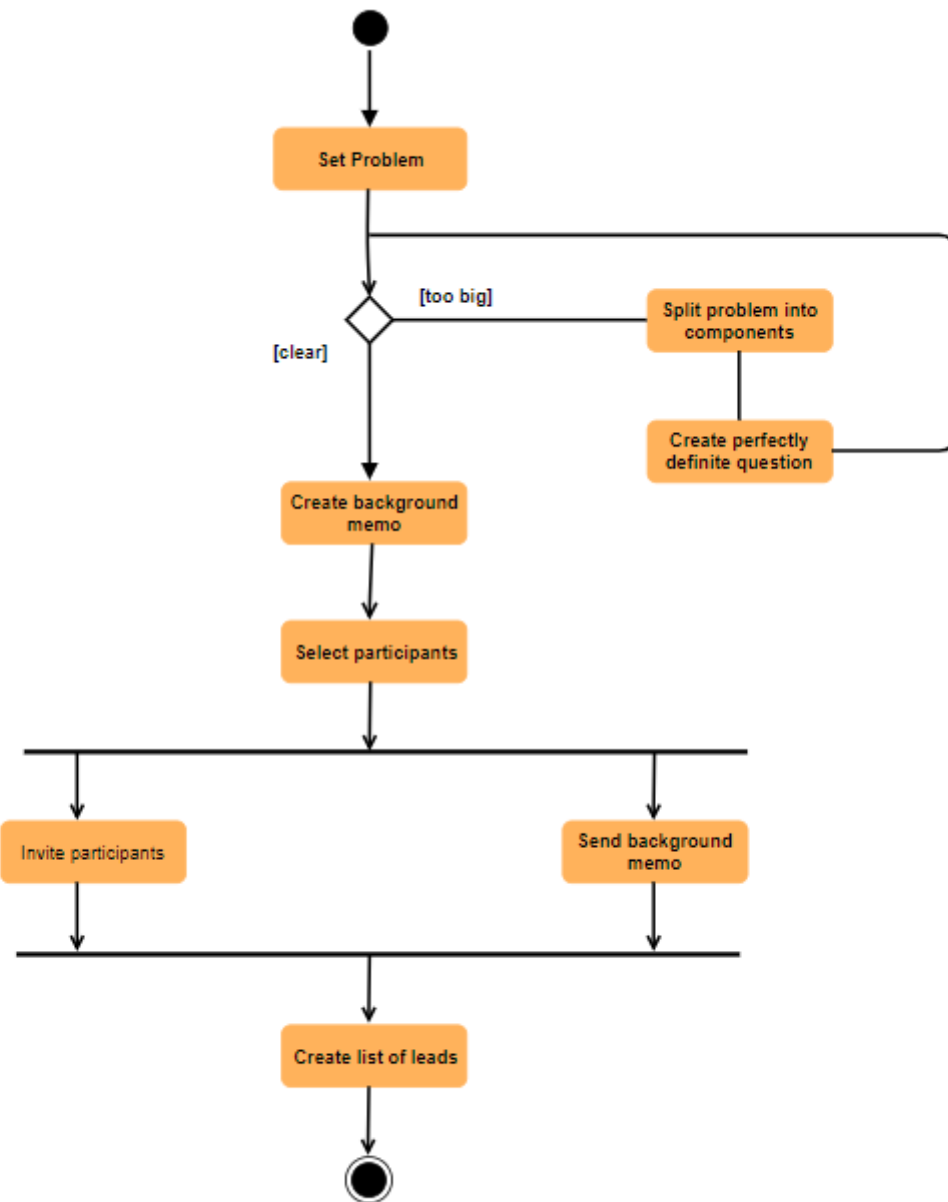 Set Problem
[too big]
Split problem into
components
[clear]
Create perfectly
definite question
Create background
memo
Select participants
Invite participants
Send background
memo
Create list of leads